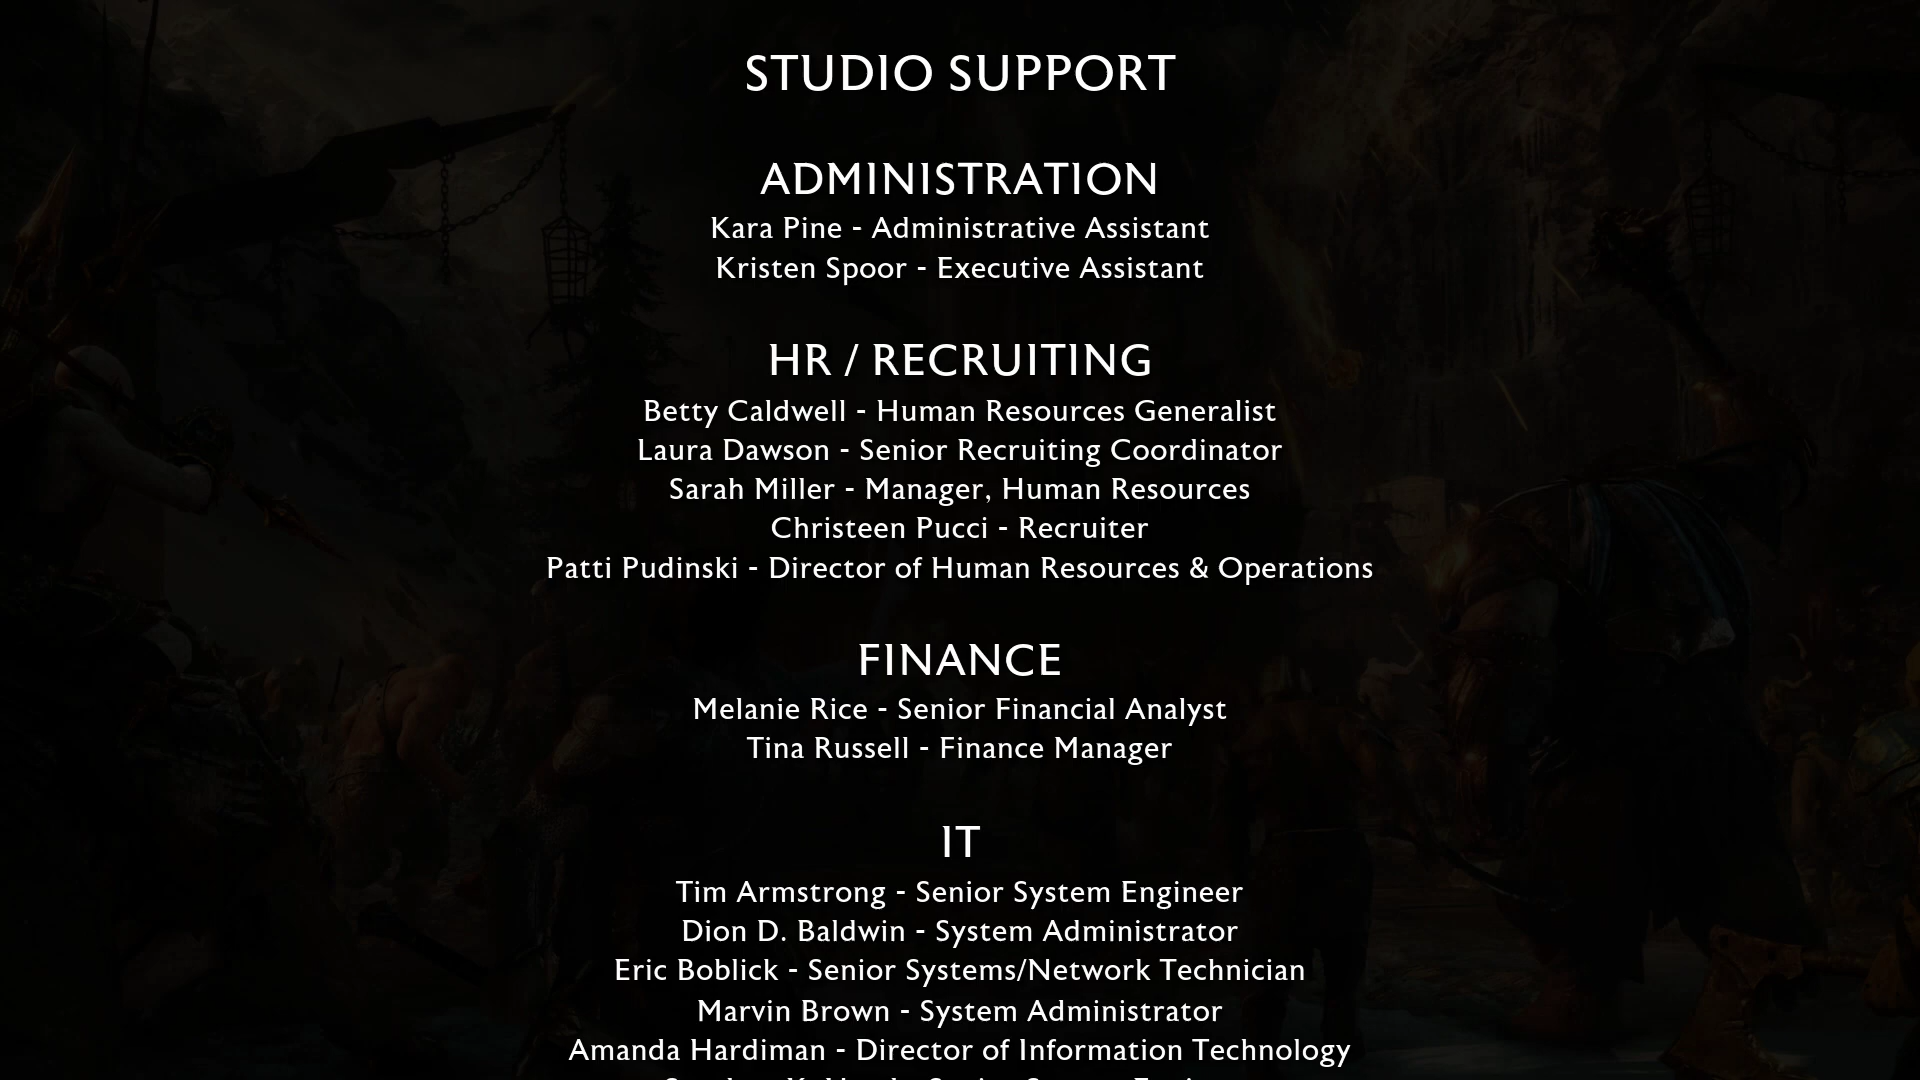 STUDIO SUPPORT
ADMINISTRATION
Kara Pine - Administrative Assistant
Kristen Spoor - Executive Assistant
HR / RECRUITING
Betty Caldwell - Human Resources Generalist
Laura Dawson - Senior Recruiting Coordinator
Sarah Miller - Manager, Human Resources
Christeen Pucci - Recruiter
Patti Pudinski - Director of Human Resources & Operations
FINANCE
Melanie Rice - Senior Financial Analyst
Tina Russell - Finance Manager
IT
Tim Armstrong - Senior System Engineer
Dion D. Baldwin - System Administrator
Eric Boblick - Senior Systems/Network Technician
Marvin Brown - System Administrator
Amanda Hardiman - Director of Information Technology